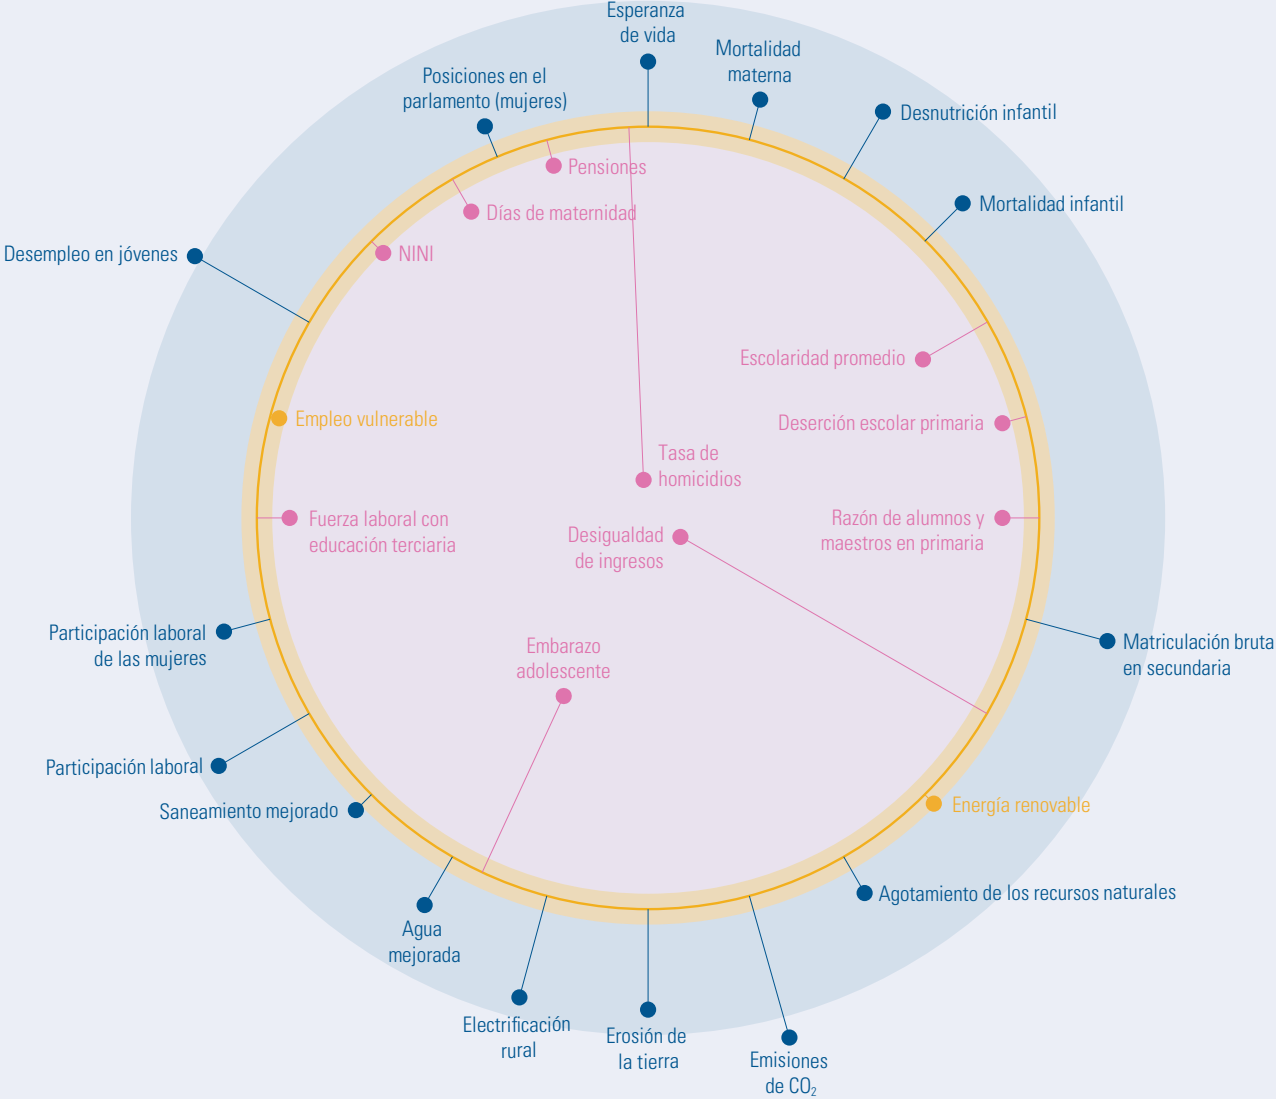 Esperanza
de vida
Mortalidad
materna
Posiciones en el
parlamento (mujeres)
Desnutrición infantil
Pensiones
Mortalidad infantil
Días de maternidad
NINI
Desempleo en jóvenes
Escolaridad promedio
Empleo vulnerable
Deserción escolar primaria
Tasa de
homicidios
Fuerza laboral con
educación terciaria
Desigualdad
de ingresos
Razón de alumnos y
maestros en primaria
Participación laboral
de las mujeres
Embarazo
adolescente
Matriculación bruta
en secundaria
Participación laboral
Saneamiento mejorado
Energía renovable
Agotamiento de los recursos naturales
Agua
mejorada
Electrificación
rural
Erosión de
la tierra
Emisiones
de CO₂